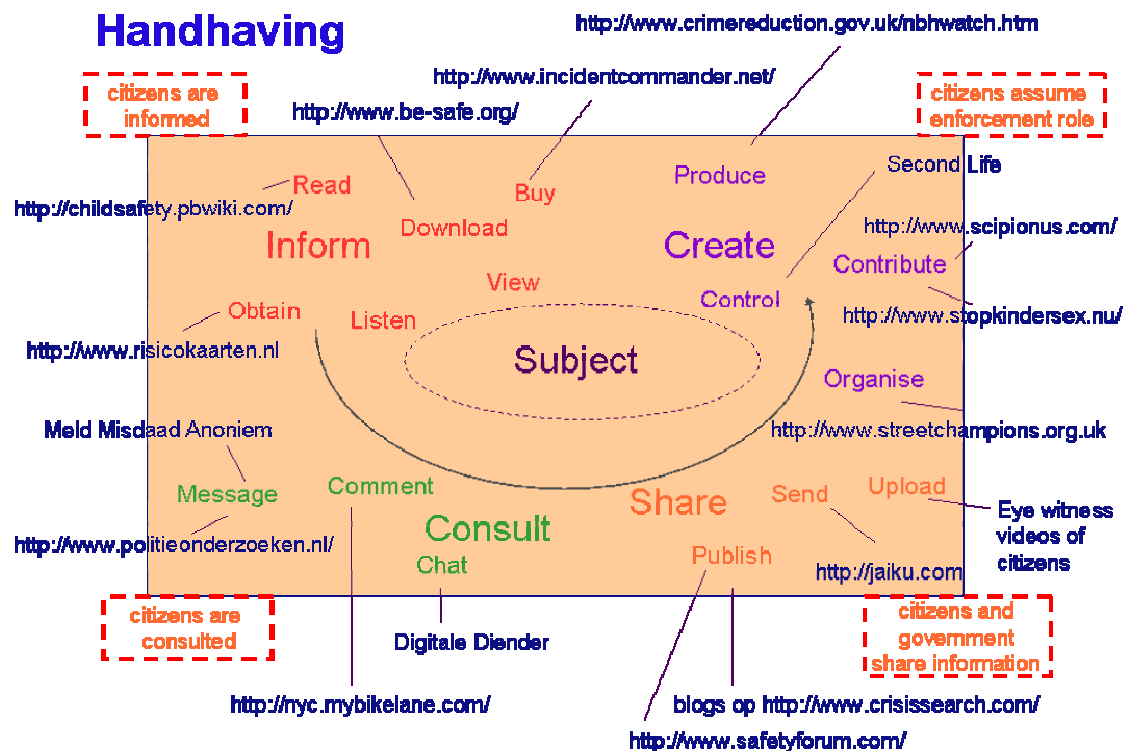 Handhaving
http://www.crimereduction.gov.uk/nbhwatch.htm
http://www.incidentcommander.net/
http://www.be-safe.org/
citizens are
informed
citizens assume
enforcement role
Second Life
Read
Buy
Produce
http://childsafety.pbwiki.com/
Download
http://www.scipionus.com/
Inform
Create
Contribute
View
Control
Obtain
Listen
http://www.stopkindersex.nu/
http://www.risicokaarten.nl
Subject
Organise
Meld Misdaad Anoniem
http://www.streetchampions.org.uk
Message
Comment
Share
Send
Upload
Consult
Eye witness
videos of
citizens
http://www.politieonderzoeken.nl/
Chat
Publish
http://jaiku.com
citizens are
consulted
citizens and
government
share information
Digitale Diender
http://nyc.mybikelane.com/
blogs op http://www.crisissearch.com/
http://www.safetyforum.com/